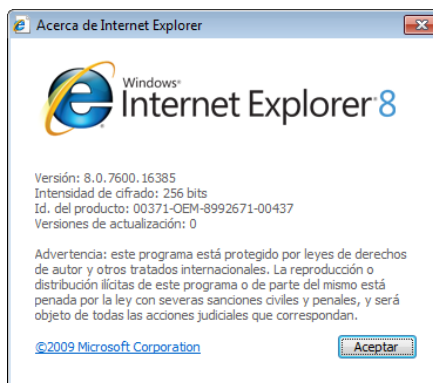 Acerca de Internet Explorer
Windows®
Internet Explorer 8
Versión: 8.0.7600.16385
Intensidad de cifrado: 256 bits
Id. del producto: 00371-OEM-8992671-00437
Versiones de actualización: 0
Advertencia: este programa está protegido por leyes de derechos
de autor y otros tratados internacionales. La reproducción o
distribución ilícitas de este programa o de parte del mismo está
penada por la ley con severas sanciones civiles y penales, y será
objeto de todas las acciones judiciales que correspondan.
©2009 Microsoft Corporation
Aceptar